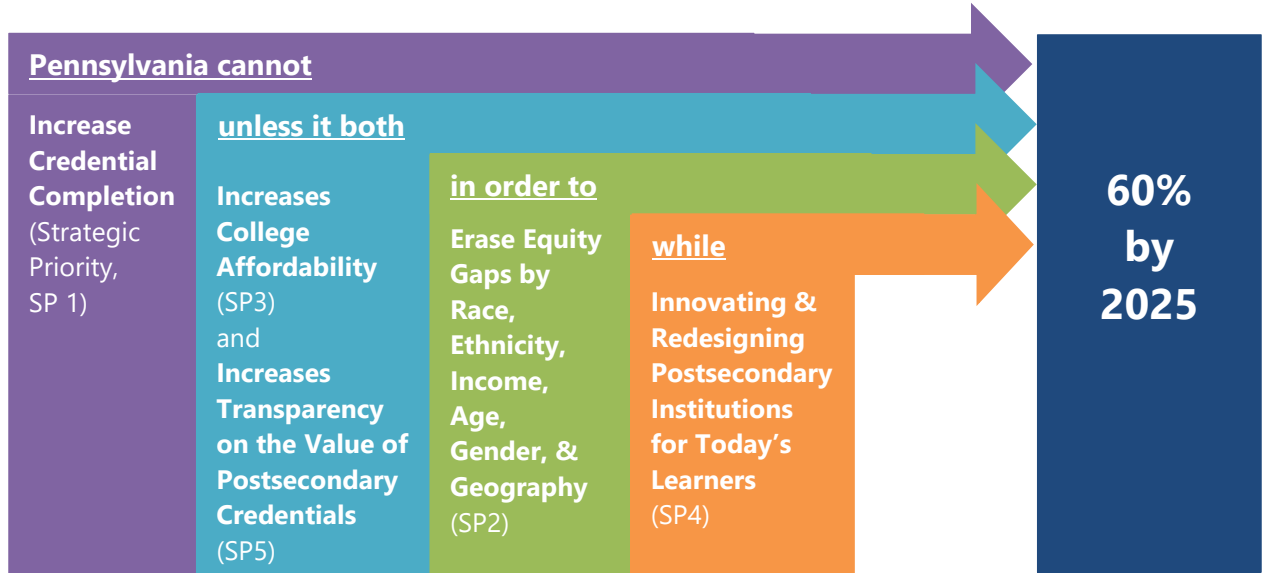 Pennsylvania cannot
Increase
Credential
Completion
(Strategic
Priority,
SP 1)
unless it both
Increases
College
Affordability
(SP3)
and
Increases
Transparency
on the Value of
Postsecondary
Credentials
(SP5)
in order to
Erase Equity
Gaps by
Race,
Ethnicity,
Income,
Age,
Gender, &
Geography
(SP2)
while
Innovating &
Redesigning
Postsecondary
Institutions
for Today’s
Learners
(SP4)
60%
by
2025